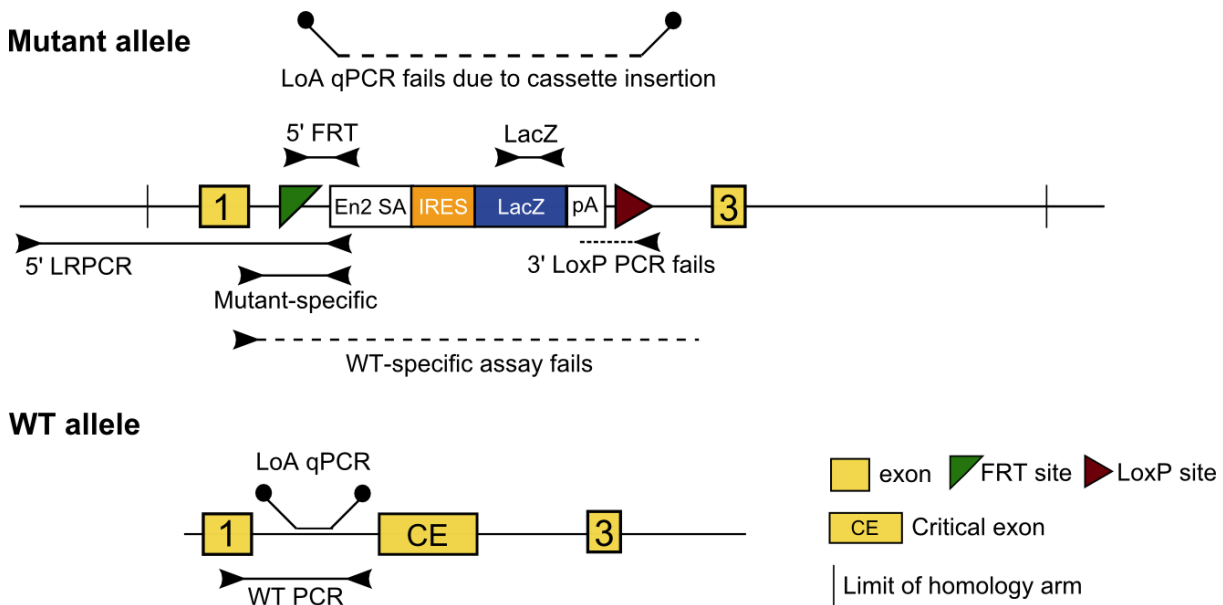 Mutant allele
LoA qPCR fails due to cassette insertion
5' FRT
LacZ
1
En2 SA
IRES
LacZ
pA
3
5' LRPCR
3' LoxP PCR fails
Mutant-specific
WT-specific assay fails
WT allele
LoA qPCR
1
CE
3
WT PCR
exon
FRT site
LoxP site
CE
Critical exon
Limit of homology arm